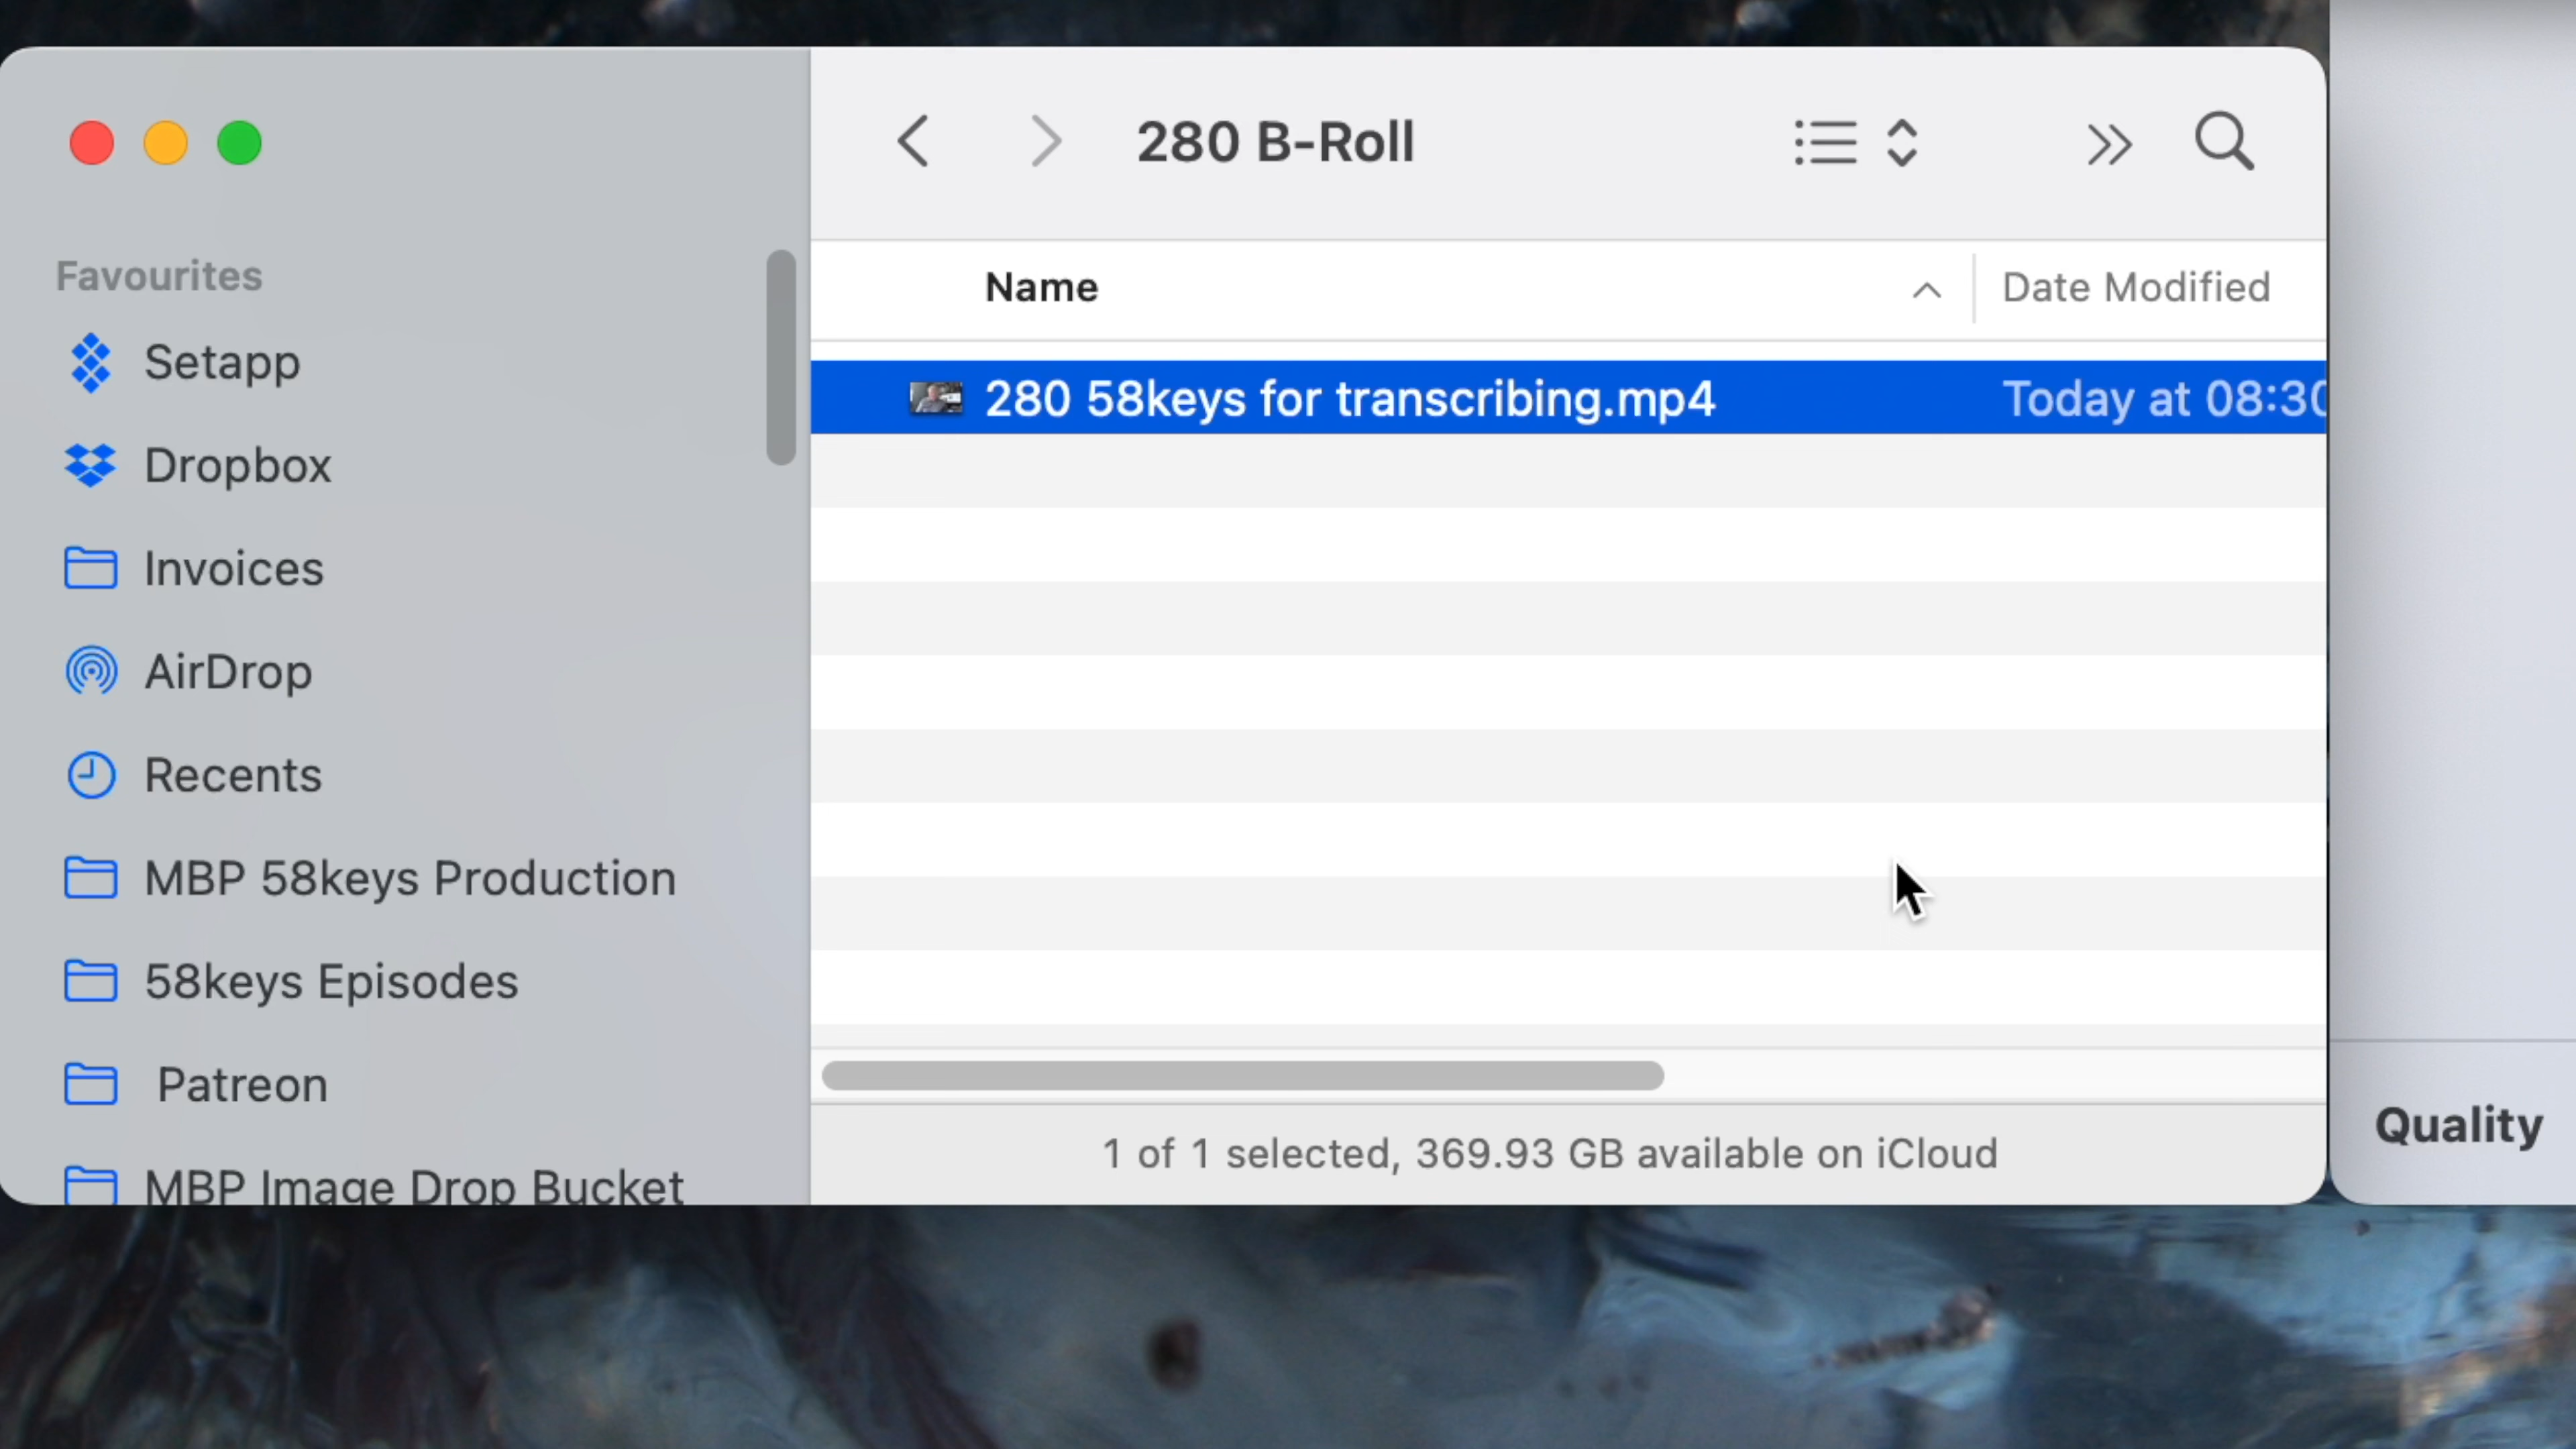 280 B-Roll
Favourites
Setapp
Dropbox
Invoices
AirDrop
Recents
MBP 58keys Production
58keys Episodes
Patreon
MBP Image Drop Bucket
Name
Date Modified
280 58keys for transcribing.mp4
Today at 08:30
1 of 1 selected, 369.93 GB available on iCloud
Quality